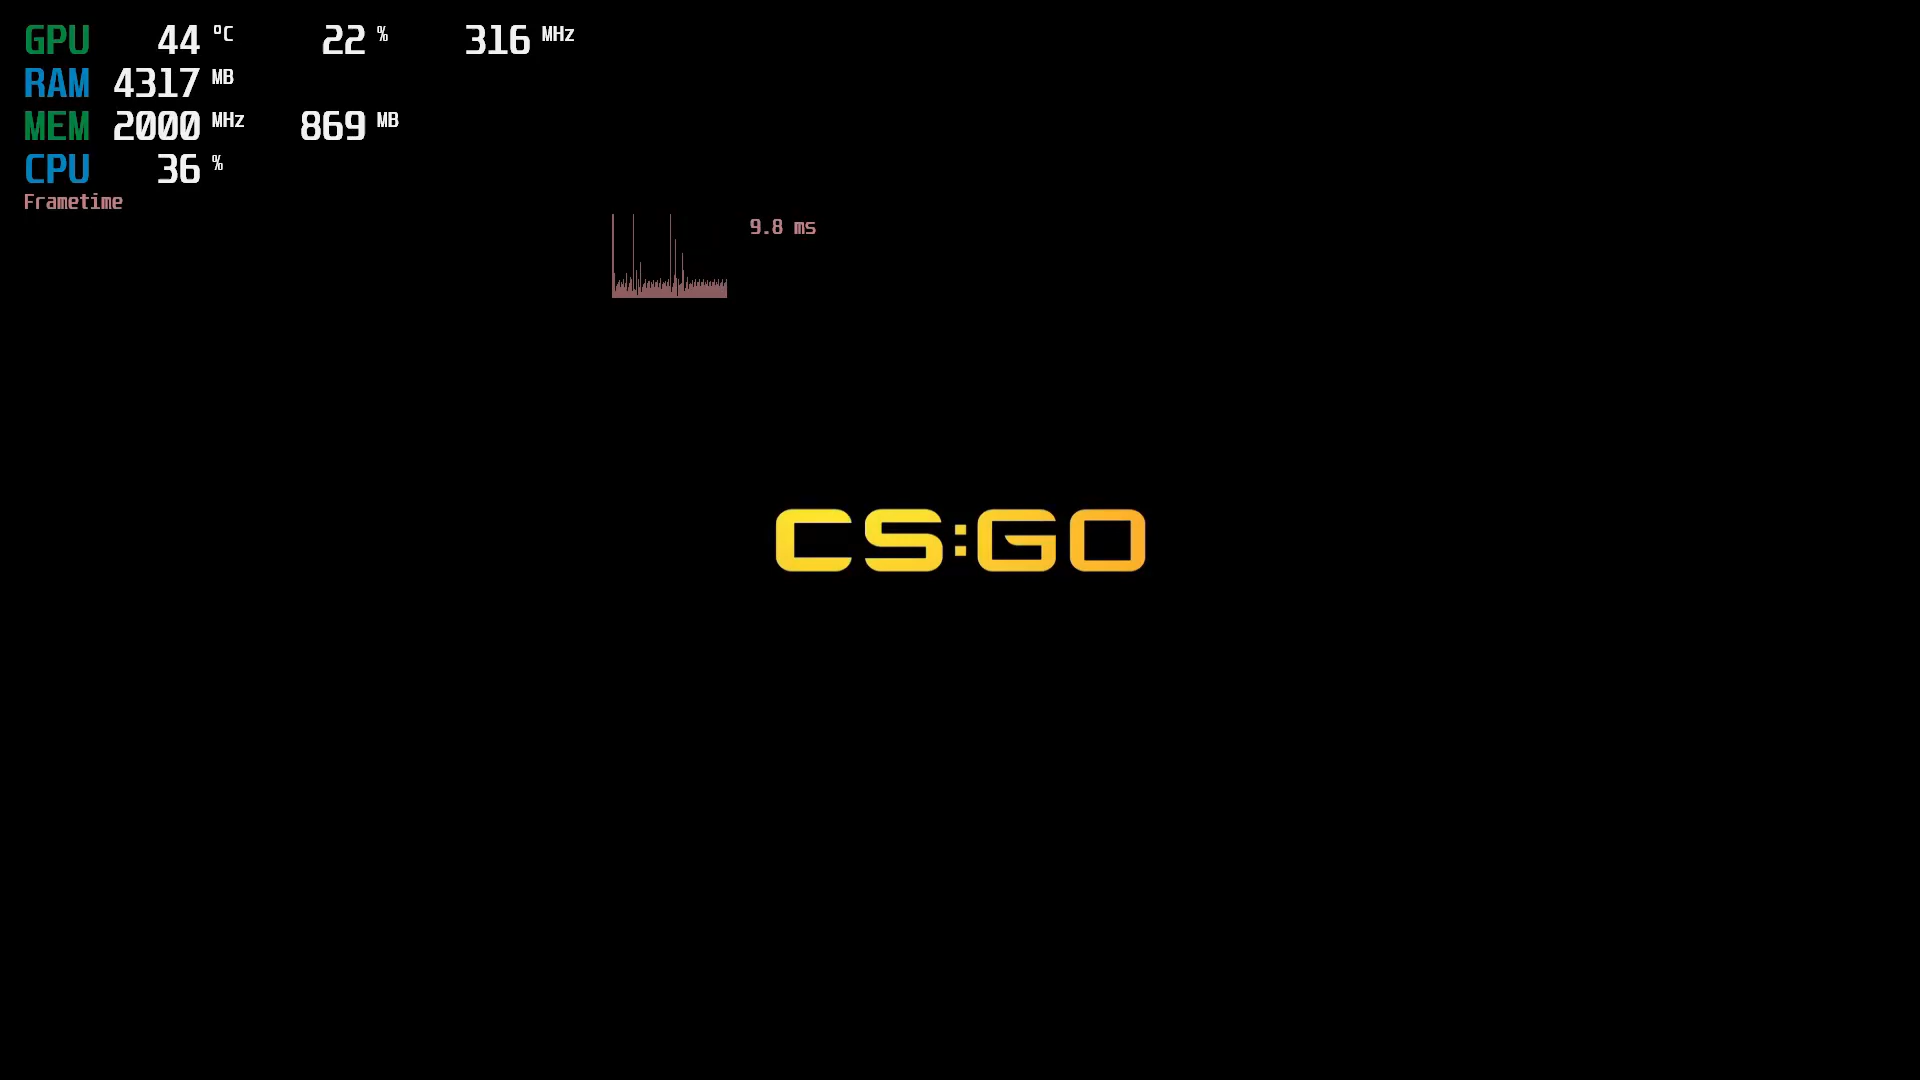 GPU 44 °C 22 % 316 MHz
RAM 4317 MB
MEM 2000 MHz 869 MB
CPU 36 %
Frametime
9.8 ms
CS:GO